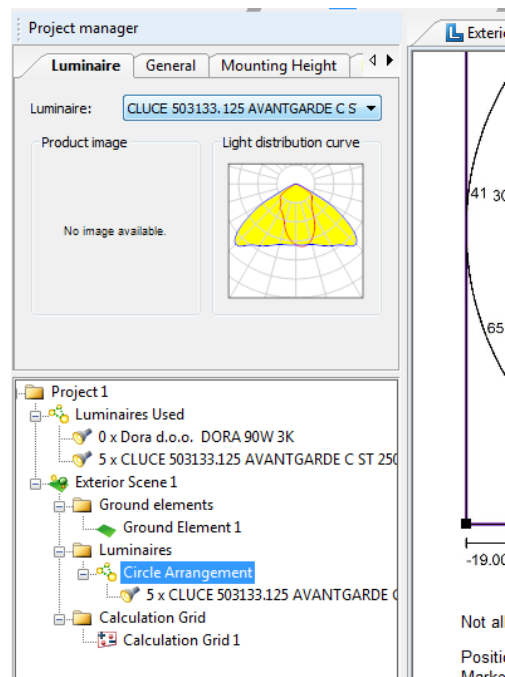 Project manager
Luminaire General Mounting Height
Luminaire: CLUCE 503133.125 AVANTGARDE C S
Product image Light distribution curve
No image available.
Project 1
Luminaires Used
0 x Dora d.o.o. DORA 90W 3K
5 x CLUCE 503133.125 AVANTGARDE C ST 250
Exterior Scene 1
Ground elements
Ground Element 1
Luminaires
Circle Arrangement
5 x CLUCE 503133.125 AVANTGARDE
Calculation Grid
Calculation Grid 1
Exterio
41 30
65
-19.00
Not all
Positio